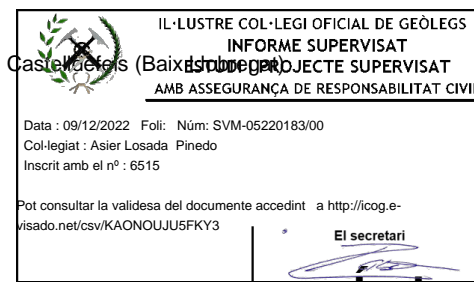 IL·LUSTRE COL·LEGI OFICIAL DE GEÒLEGS
INFORME SUPERVISAT
Castelldefels (Baix Llobregat)
ESTUDI I PROJECTE SUPERVISAT
AMB ASSEGURANÇA DE RESPONSABILITAT CIVIL
Data : 09/12/2022 Foli: Núm: SVM-05220183/00
Col·legiat : Asier Losada Pinedo
Inscrit amb el nº : 6515
Pot consultar la validesa del documente accedint a http://icog.e-
visado.net/csv/KAONOUJU5FKY3
El secretari